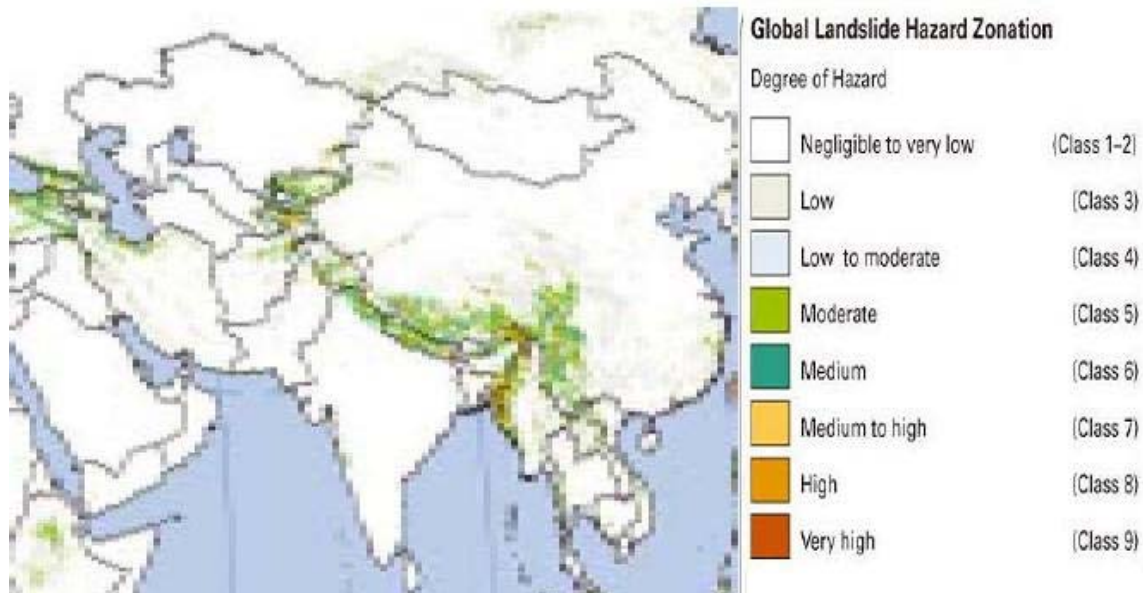 Global Landslide Hazard Zonation
Degree of Hazard
Negligible to very low (Class 1–2)
Low (Class 3)
Low to moderate (Class 4)
Moderate (Class 5)
Medium (Class 6)
Medium to high (Class 7)
High (Class 8)
Very high (Class 9)